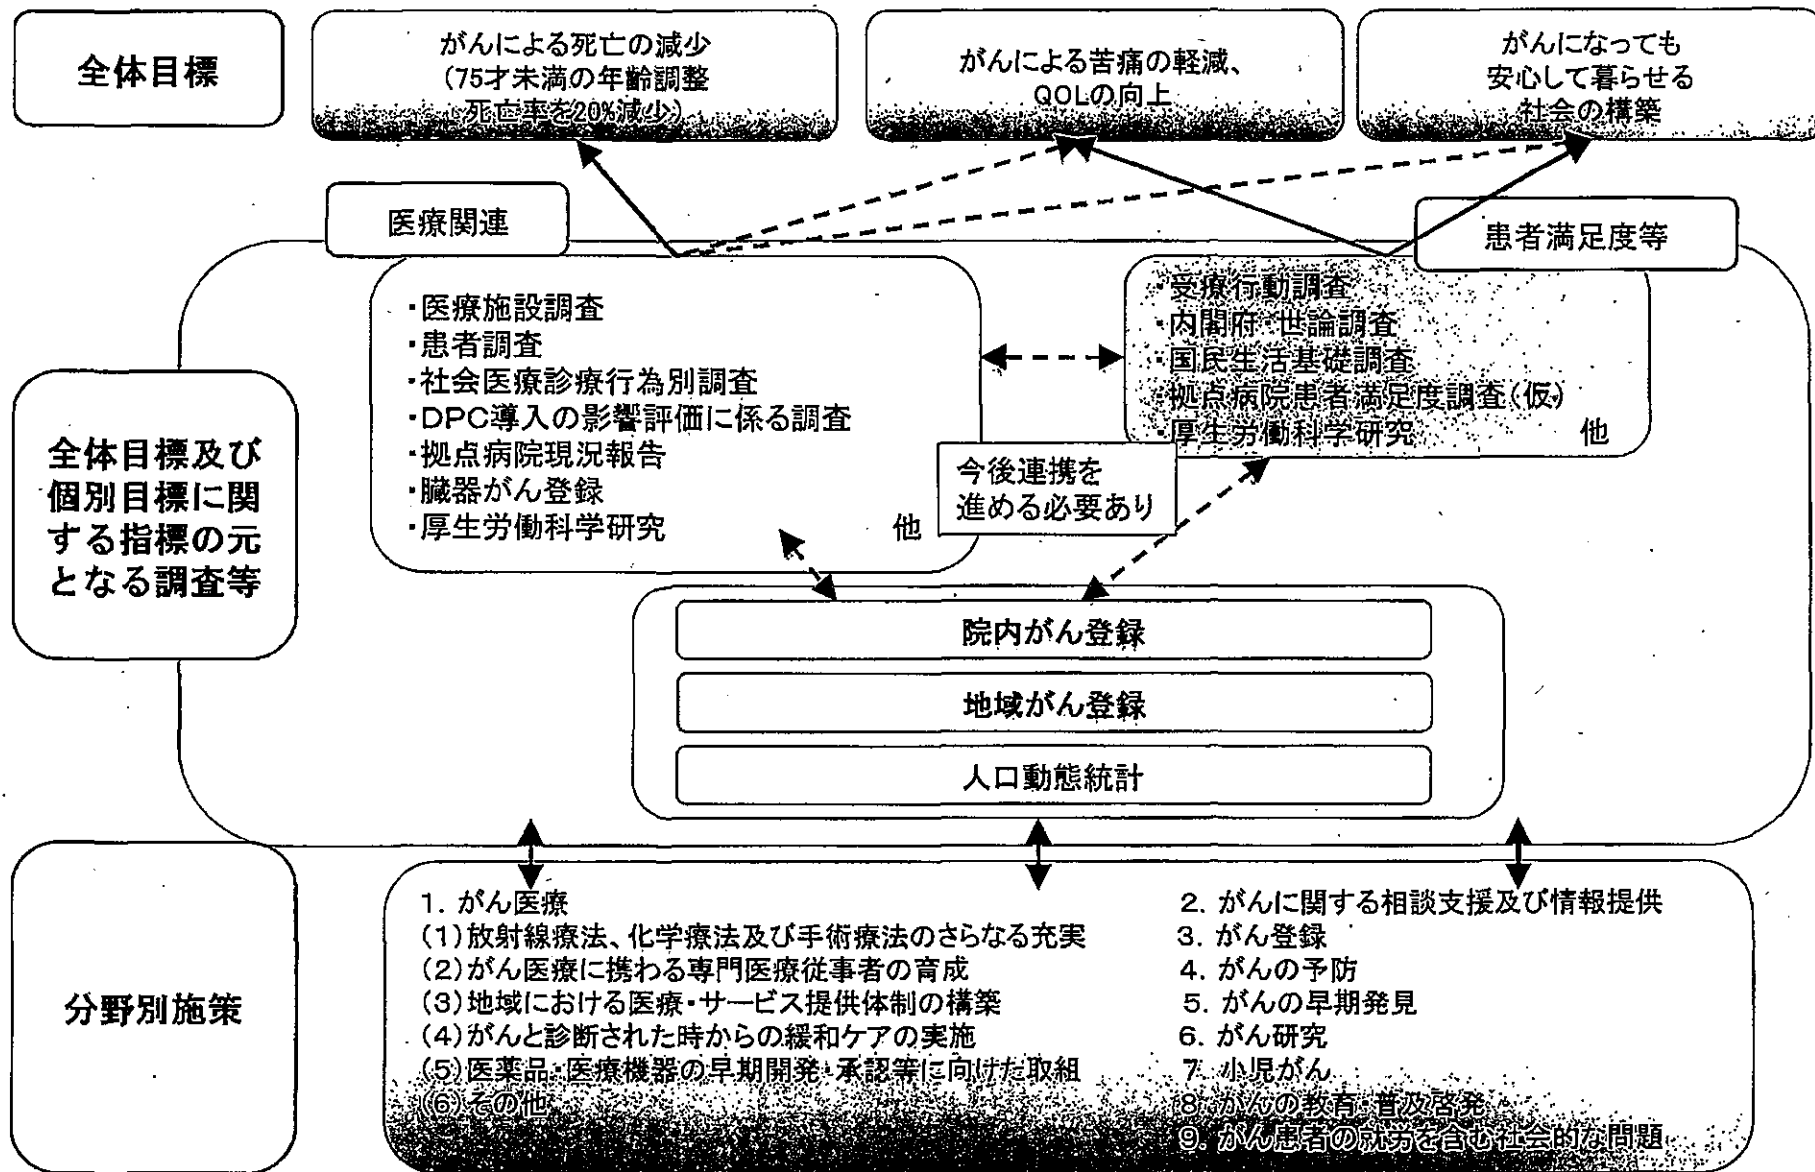 全体目標
がんによる死亡の減少
(75才未満の年齢調整
死亡率を20%減少)
がんによる苦痛の軽減、
QOLの向上
がんになっても
安心して暮らせる
社会の構築
医療関連
患者満足度等
・医療施設調査
・患者調査
・社会医療診療行為別調査
・DPC導入の影響評価に係る調査
・拠点病院現況報告
・臓器がん登録
・厚生労働科学研究 他
・受療行動調査
・内閣府 世論調査
・国民生活基礎調査
・拠点病院患者満足度調査(仮)
・厚生労働科学研究 他
全体目標及び
個別目標に関
する指標の元
となる調査等
今後連携を
進める必要あり
院内がん登録
地域がん登録
人口動態統計
分野別施策
1. がん医療
(1)放射線療法、化学療法及び手術療法のさらなる充実
(2)がん医療に携わる専門医療従事者の育成
(3)地域における医療・サービス提供体制の構築
(4)がんと診断された時からの緩和ケアの実施
(5)医薬品・医療機器の早期開発・承認等に向けた取組
(6)その他
2. がんに関する相談支援及び情報提供
3. がん登録
4. がんの予防
5. がんの早期発見
6. がん研究
7. 小児がん
8. がんの教育・普及啓発
9. がん患者の就労を含む社会的な問題